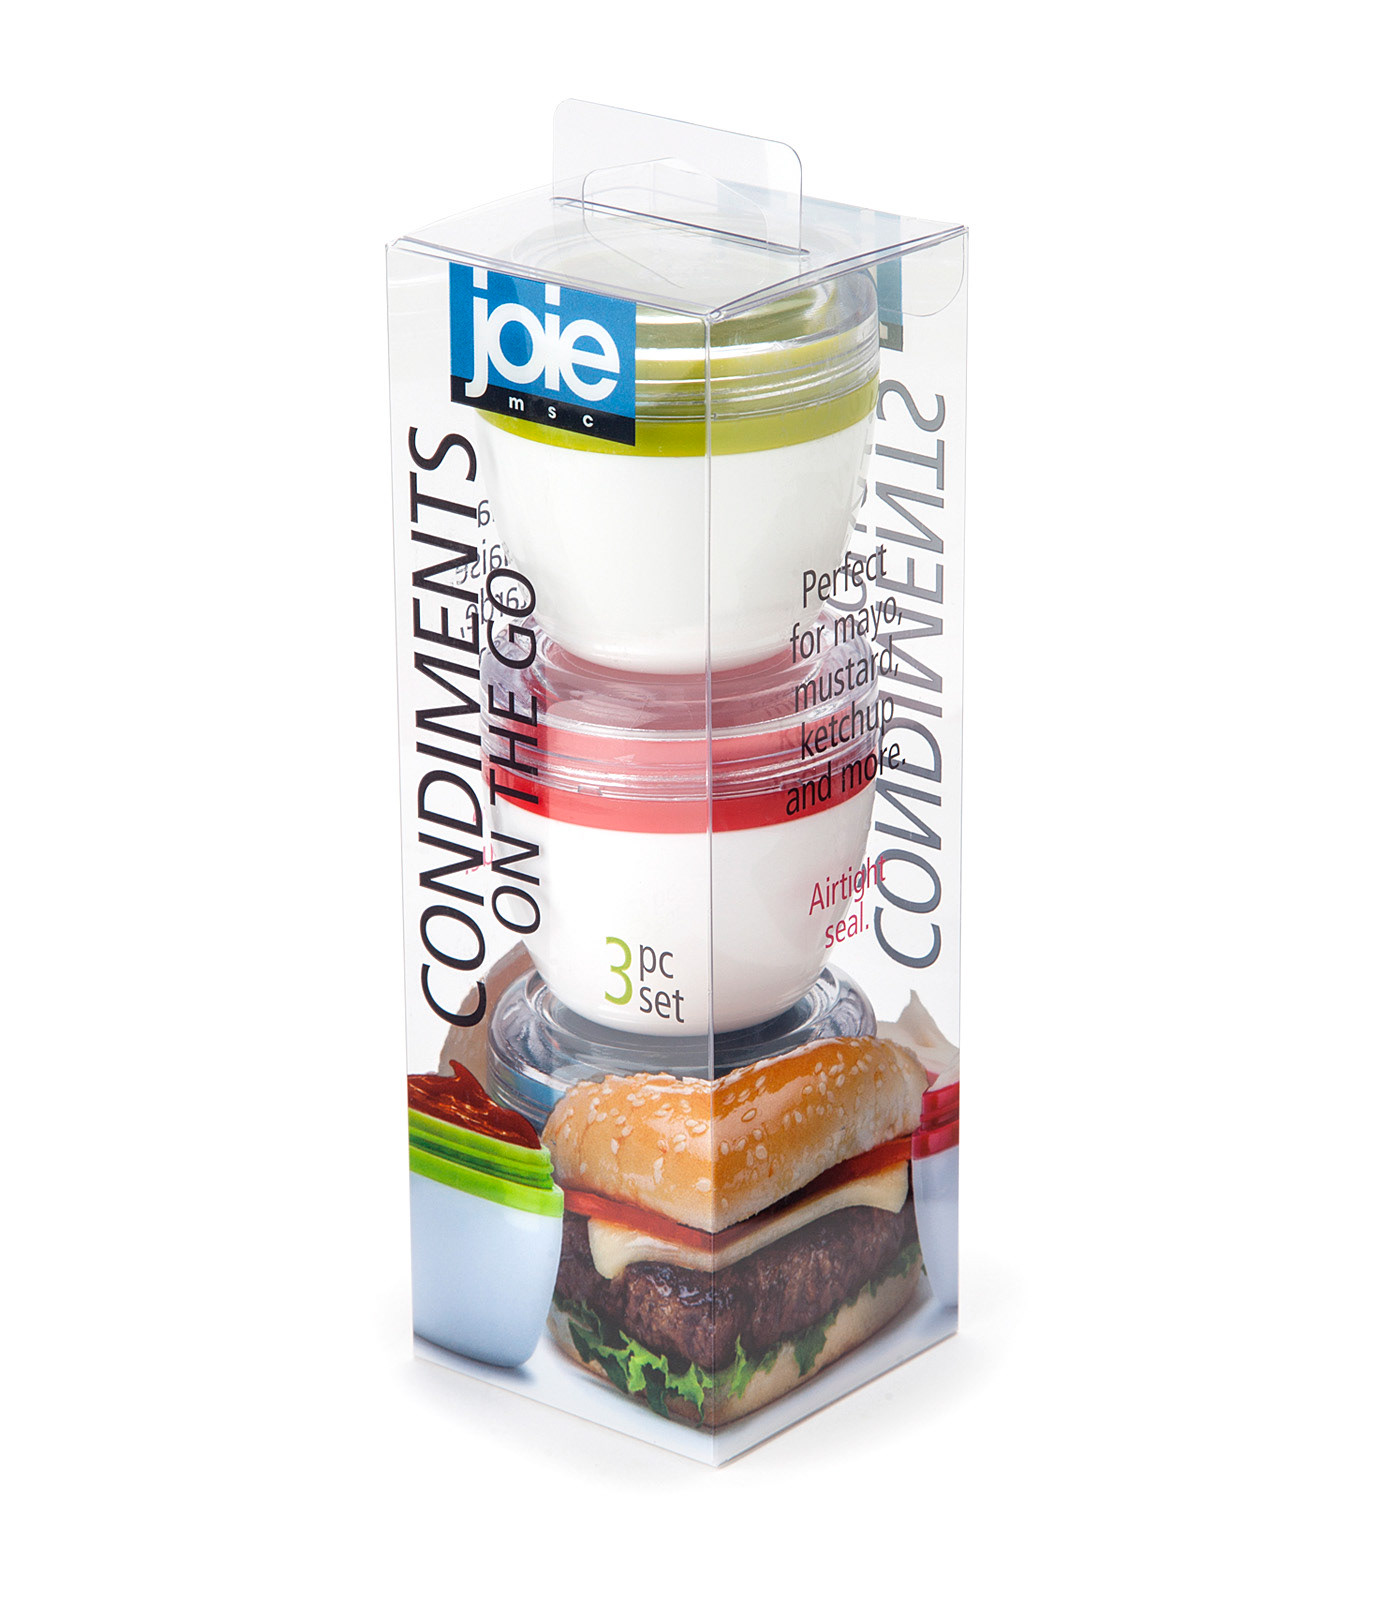 joie
msc
CONDIMENTS
ON THE GO
3 pc
set
Perfect
for mayo,
mustard,
ketchup
and more.
Airtight
seal.
CONDIMENTS